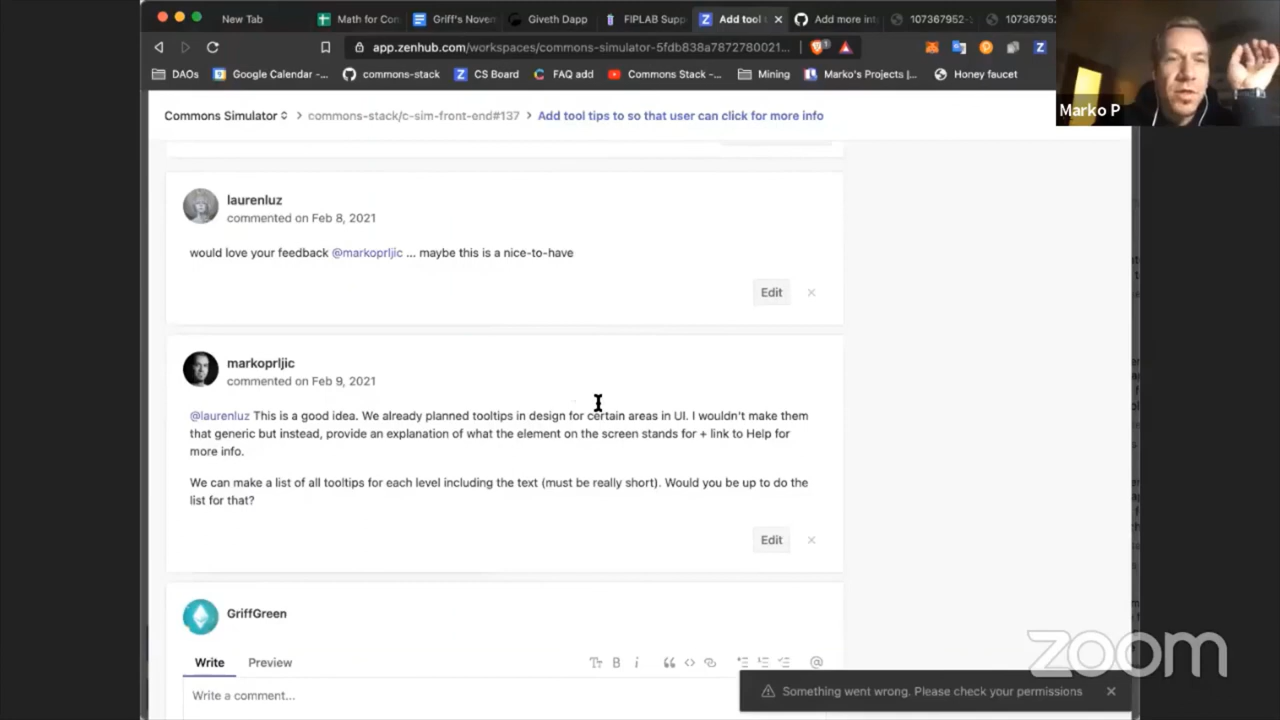 New Tab
Math for Con
Griff's Noven
Giveth Dapp
FIPLAB Supp
Add tool
Add more in
107367952-
1073679
app.zenhub.com/workspaces/commons-simulator-5fdb838a7872780021...
DAOs
Google Calendar -...
commons-stack
CS Board
FAQ add
Commons Stack -...
Mining
Marko's Projects |...
Honey faucet
Marko P
Commons Simulator > commons-stack/c-sim-front-end#137 > Add tool tips to so that user can click for more info
laurenluz
commented on Feb 8, 2021
would love your feedback @markoprljic ... maybe this is a nice-to-have
Edit
markoprljic
commented on Feb 9, 2021
@laurenluz This is a good idea. We already planned tooltips in design for certain areas in UI. I wouldn't make them
that generic but instead, provide an explanation of what the element on the screen stands for + link to Help for
more info.
We can make a list of all tooltips for each level including the text (must be really short). Would you be up to do the
list for that?
Edit
GriffGreen
Write Preview
Write a comment...
Something went wrong. Please check your permissions
zoom